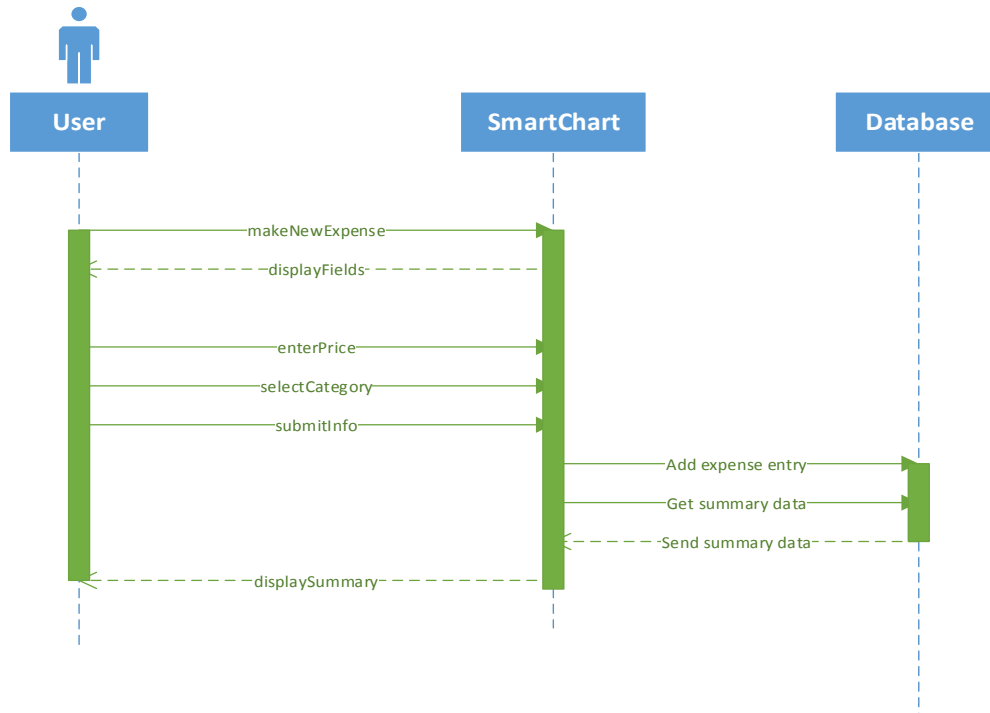 User
SmartChart
Database
makeNewExpense
displayFields
enterPrice
selectCategory
submitInfo
Add expense entry
Get summary data
Send summary data
displaySummary